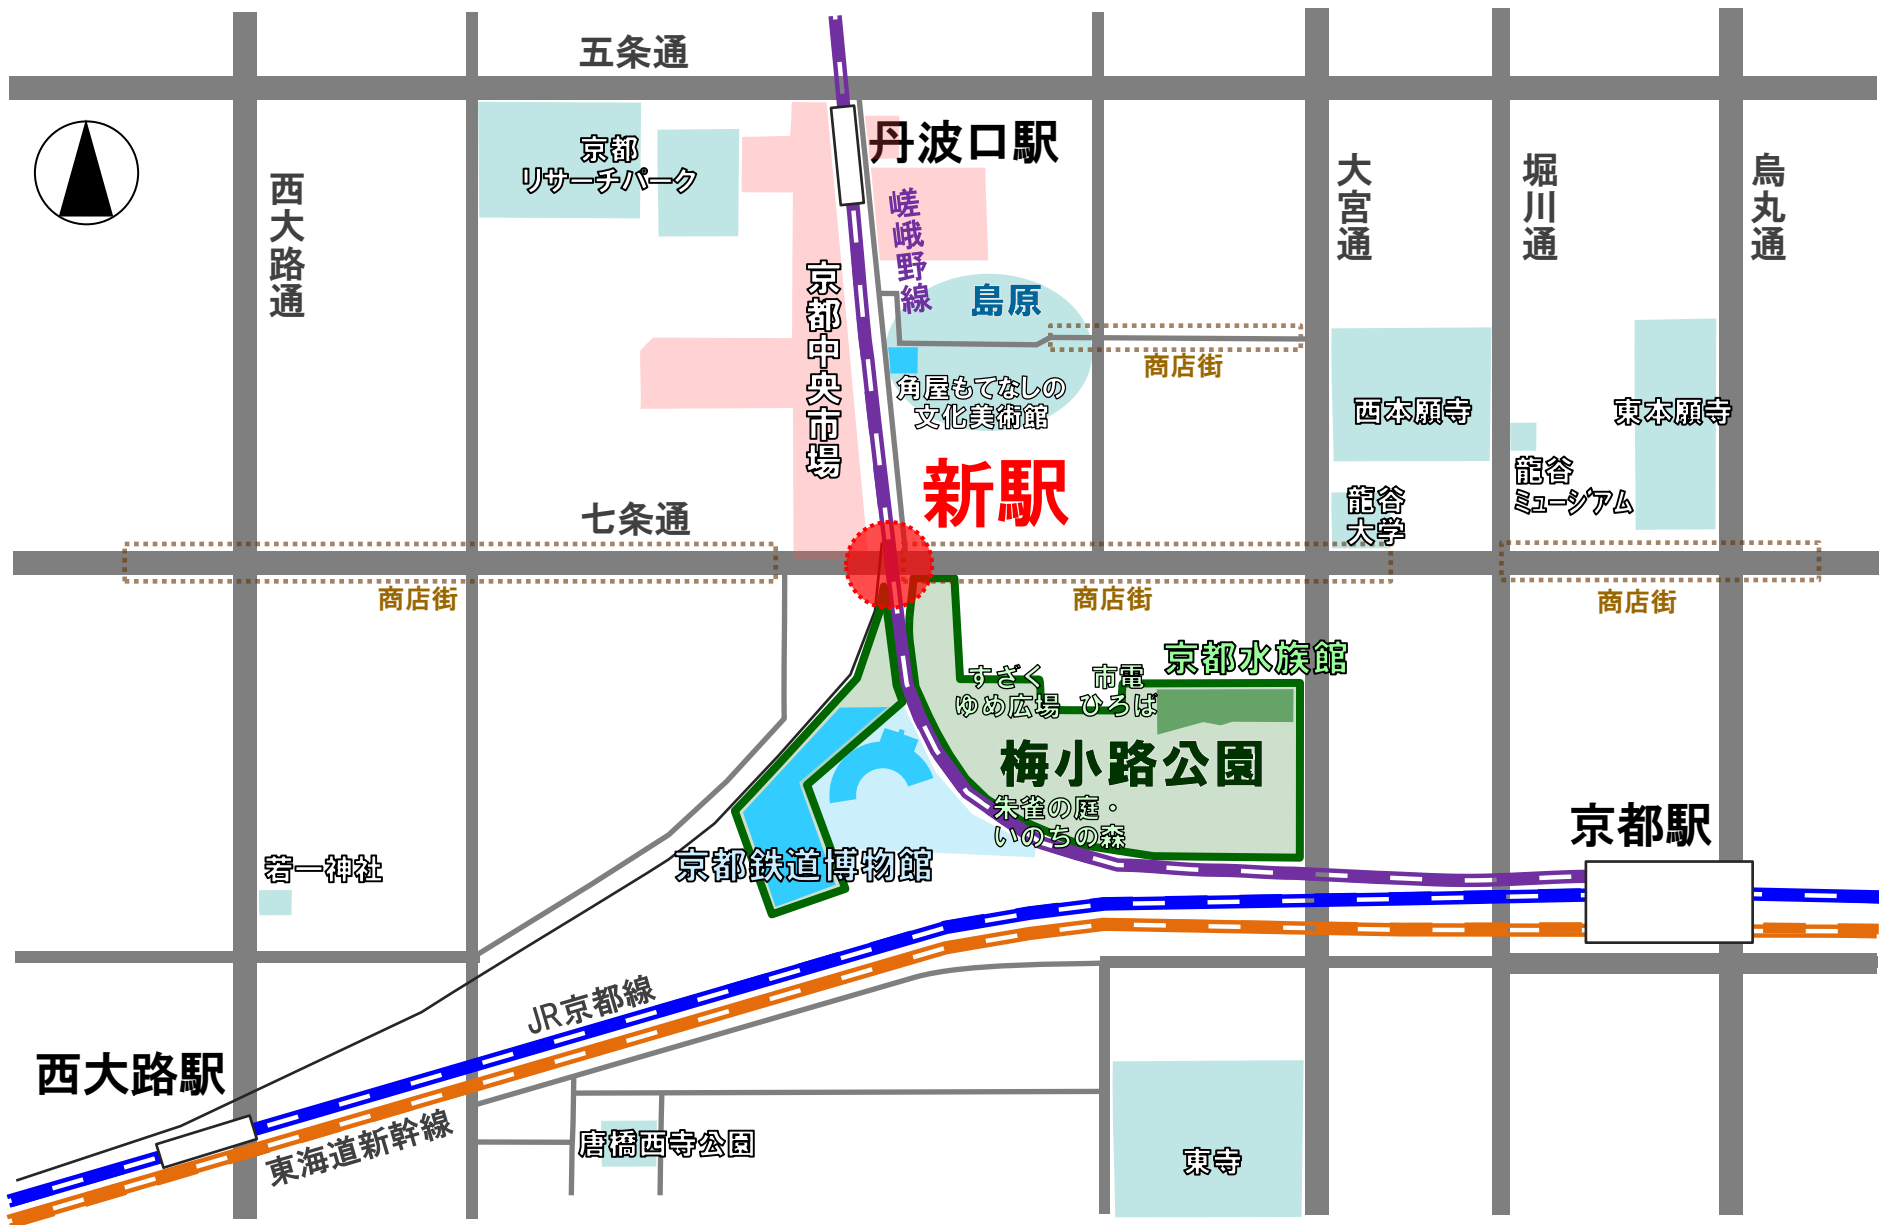 五条通
丹波口駅
京都
リサーチパーク
西大路通
大宮通
堀川通
烏丸通
嵯峨野線
京都中央市場
島原
商店街
角屋もてなしの
文化美術館
西本願寺
東本願寺
新駅
龍谷
ミュージアム
龍谷
大学
七条通
商店街
商店街
商店街
京都水族館
すざく
ゆめ広場
市電
ひろば
梅小路公園
朱雀の庭・
いのちの森
京都駅
京都鉄道博物館
若一神社
JR京都線
西大路駅
東海道新幹線
唐橋西寺公園
東寺